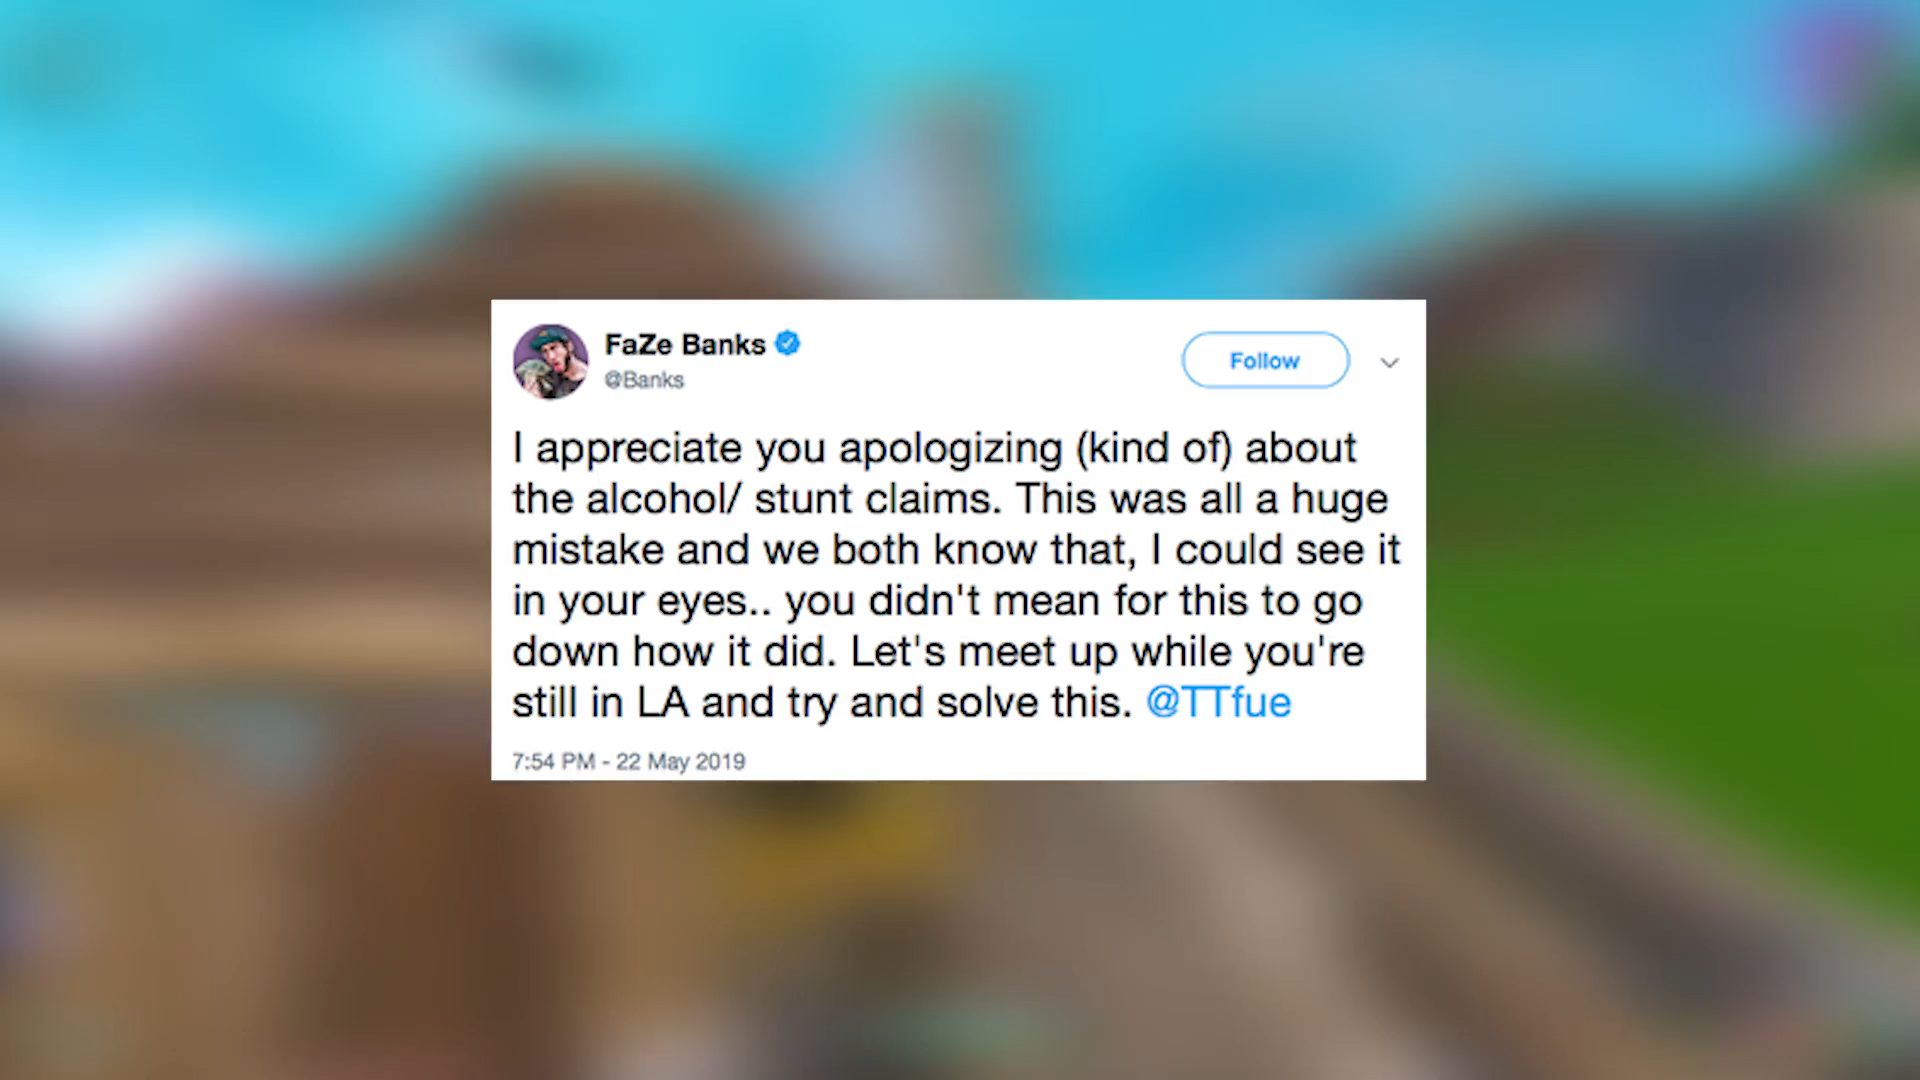 FaZe Banks
@Banks
Follow
I appreciate you apologizing (kind of) about
the alcohol/ stunt claims. This was all a huge
mistake and we both know that, I could see it
in your eyes.. you didn't mean for this to go
down how it did. Let's meet up while you're
still in LA and try and solve this. @TTfue
7:54 PM - 22 May 2019